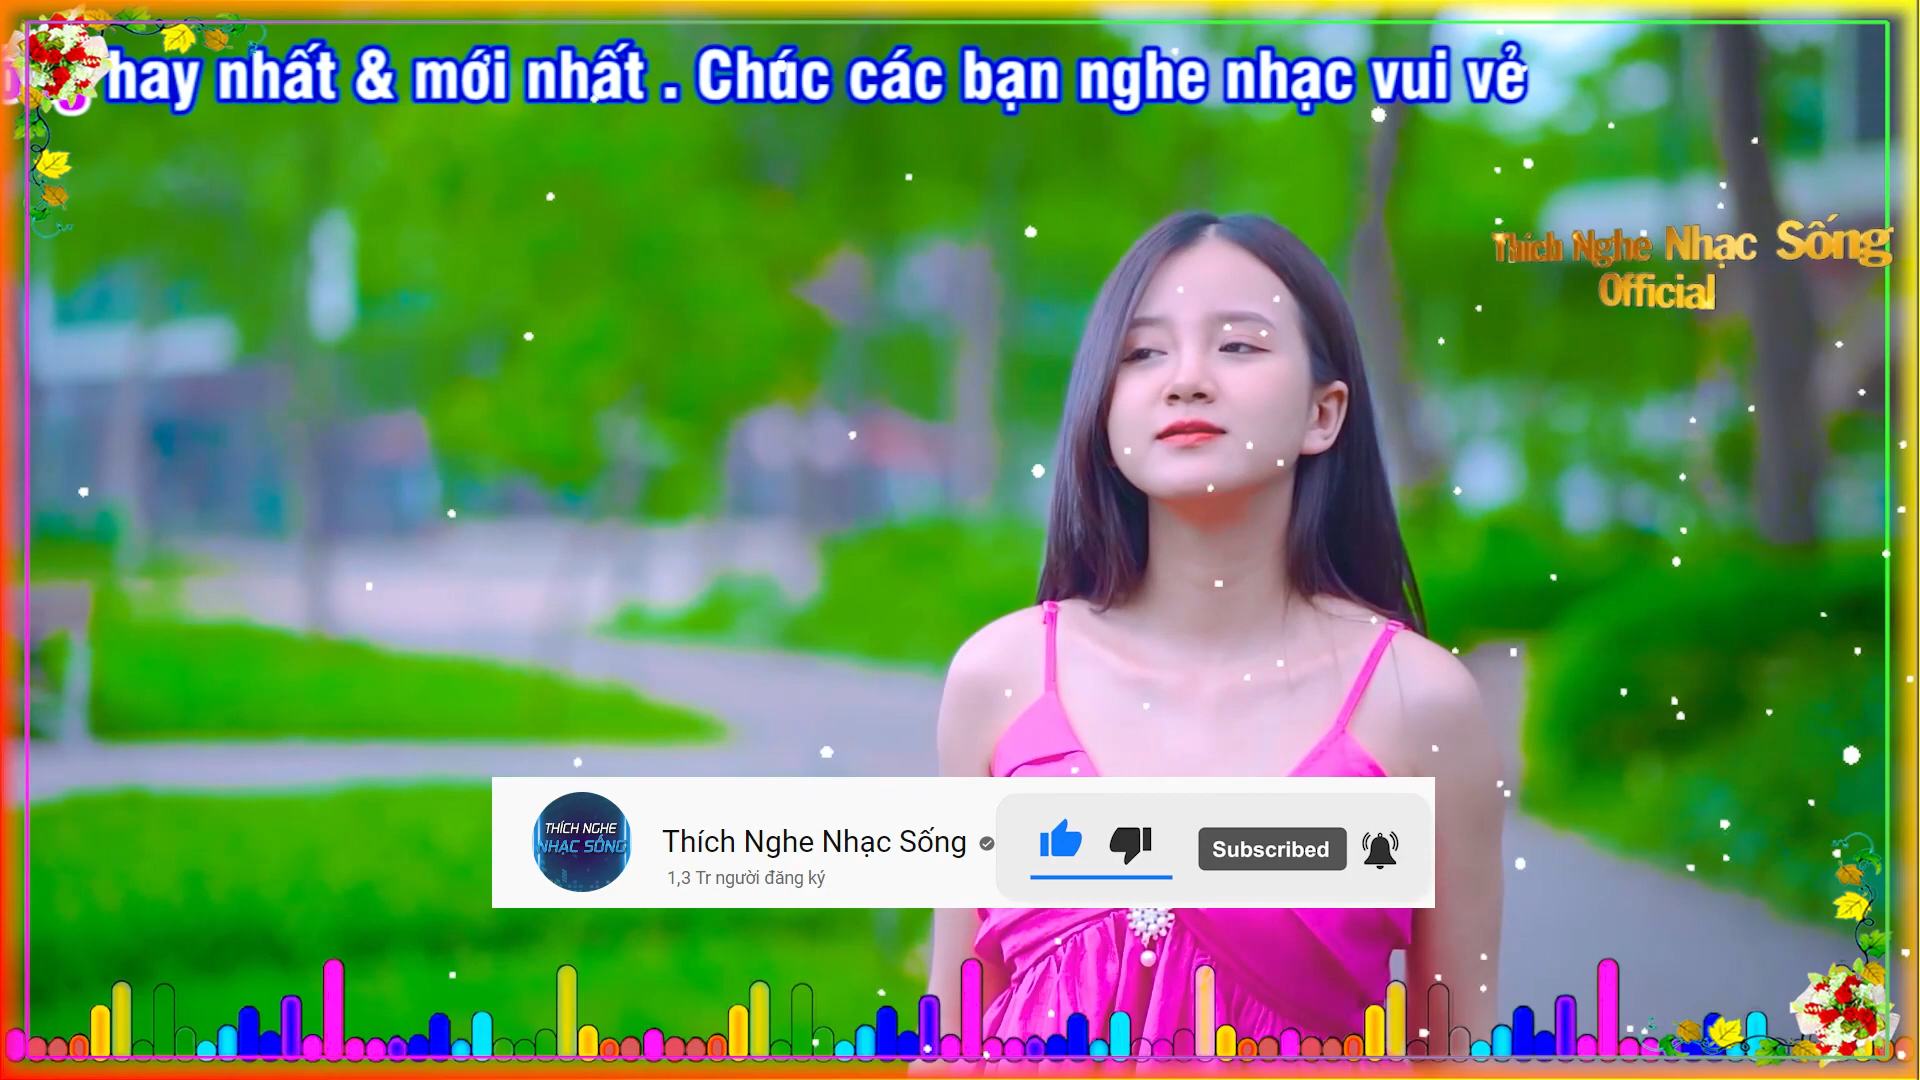 hay nhất & mới nhất . Chúc các bạn nghe nhạc vui vẻ
Thích Nghe Nhạc Sống
Official
THÍCH NGHE
NHẠC SỐNG
Thích Nghe Nhạc Sống
1,3 Tr người đăng ký
Subscribed